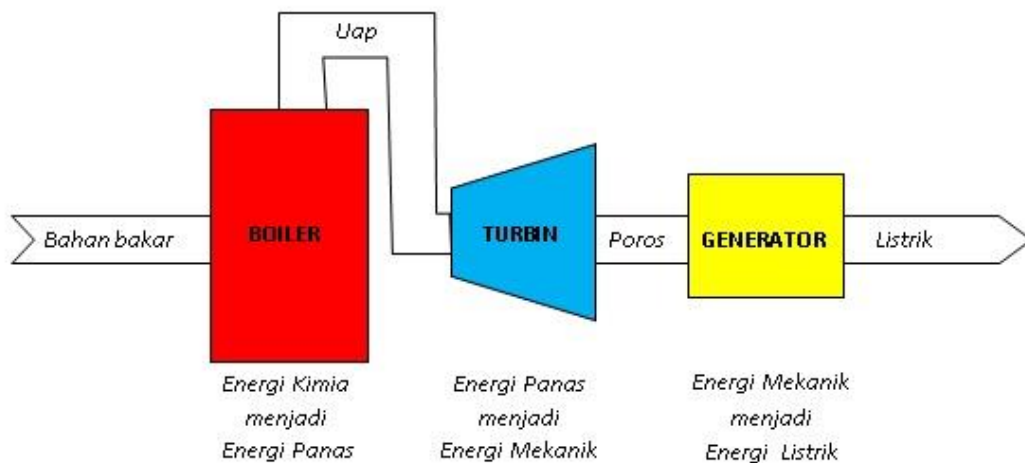 Uap
Bahan bakar
BOILER
TURBIN
Poros
GENERATOR
Listrik
Energi Kimia
menjadi
Energi Panas
Energi Panas
menjadi
Energi Mekanik
Energi Mekanik
menjadi
Energi Listrik